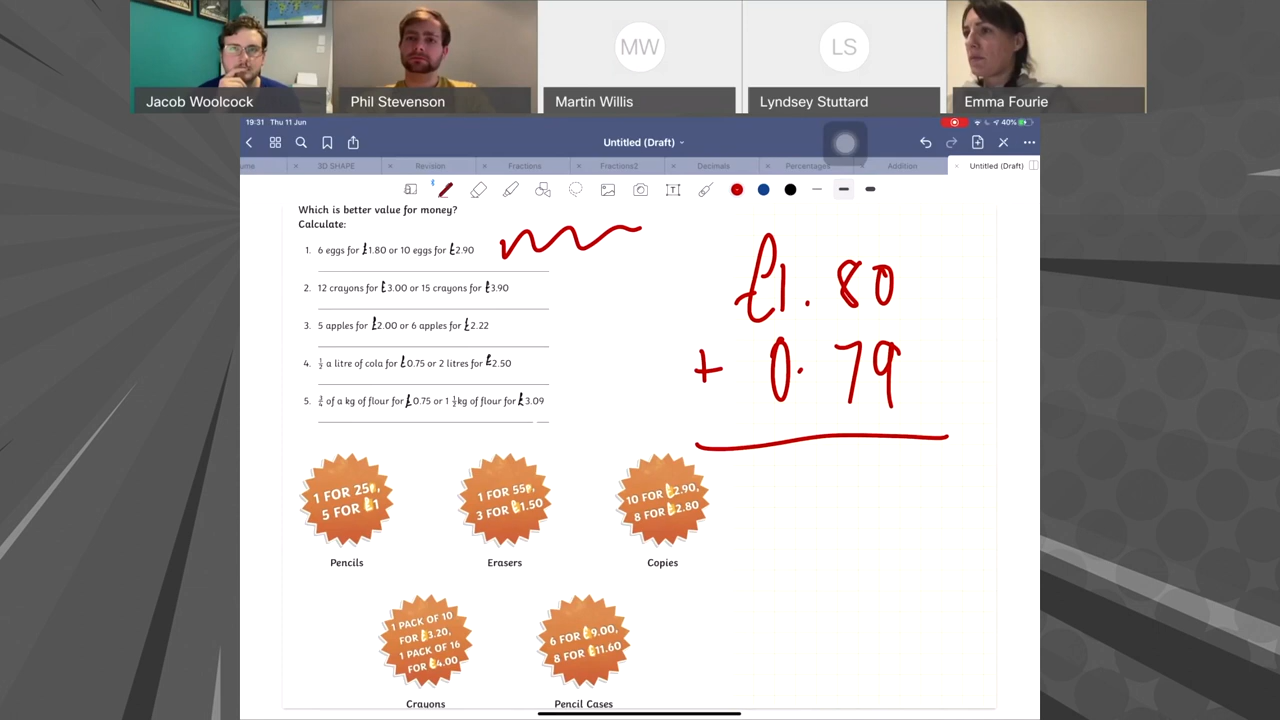 MW
LS
Jacob Woolcock
Phil Stevenson
Martin Willis
Lyndsey Stuttard
Emma Fourie
19:31 Thu 11 Jun
40%
Untitled (Draft)
ume
3D SHAPE
Revision
Fractions
Fractions2
Decimals
Percentages
Addition
Untitled (Draft)
Which is better value for money?
Calculate:
1. 6 eggs for £1.80 or 10 eggs for £2.90
2. 12 crayons for £3.00 or 15 crayons for £3.90
3. 5 apples for £2.00 or 6 apples for £2.22
4. ½ a litre of cola for £0.75 or 2 litres for £2.50
5. ¾ of a kg of flour for £0.75 or 1 ½kg of flour for £3.09
£1.80
+ 0.79
1 FOR 25p,
5 FOR £1
Pencils
1 FOR 55p,
3 FOR £1.50
Erasers
10 FOR £2.90,
8 FOR £2.80
Copies
1 PACK OF 10
FOR £3.20,
1 PACK OF 16
FOR £4.00
Crayons
6 FOR £9.00,
8 FOR £11.60
Pencil Cases